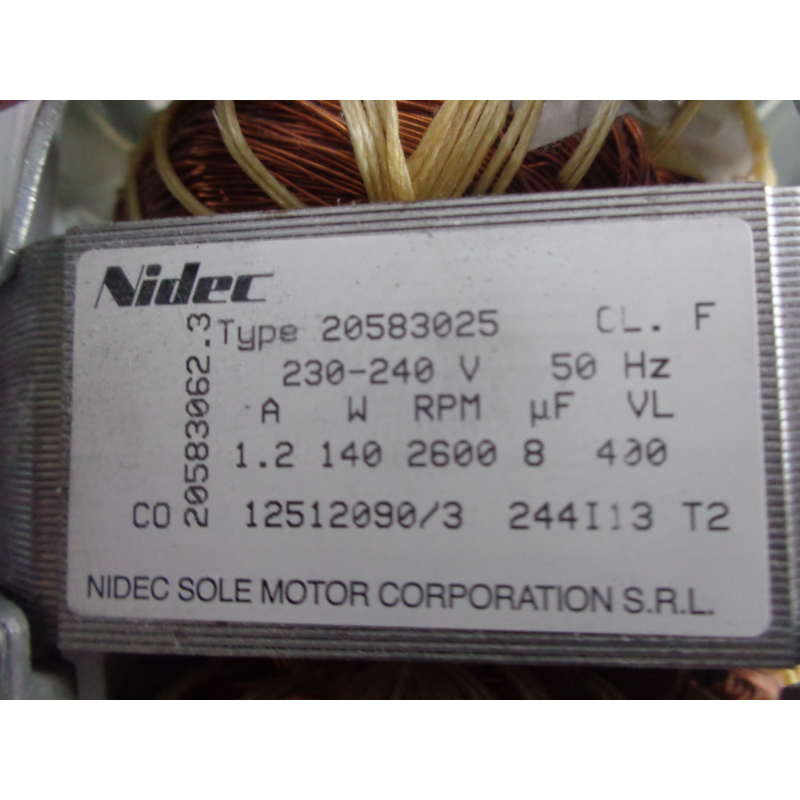 Nidec
Type 20583025 CL. F
230-240 V 50 Hz
A W RPM µF VL
1.2 140 2600 8 400
20583062.3
CO 12512090/3 244I13 T2
NIDEC SOLE MOTOR CORPORATION S.R.L.